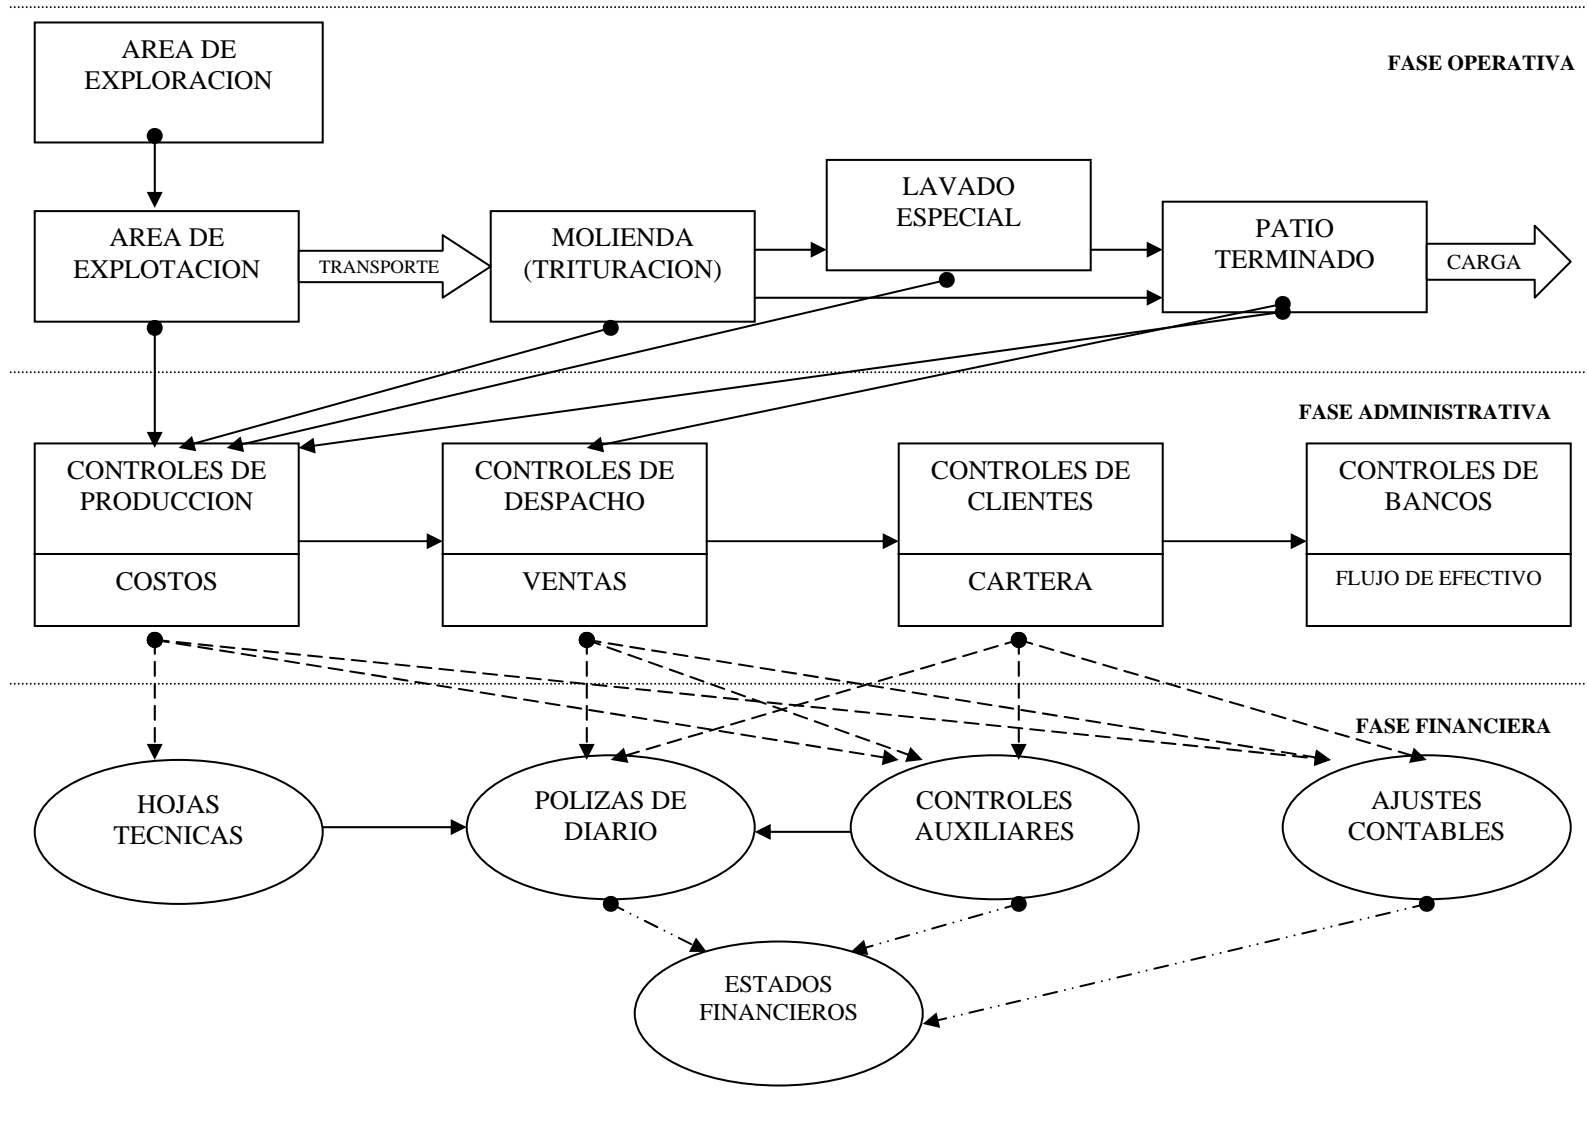 AREA DE
EXPLORACION
FASE OPERATIVA
LAVADO
ESPECIAL
AREA DE
EXPLOTACION
TRANSPORTE
MOLIENDA
(TRITURACION)
PATIO
TERMINADO
CARGA
FASE ADMINISTRATIVA
CONTROLES DE
PRODUCCION
COSTOS
CONTROLES DE
DESPACHO
VENTAS
CONTROLES DE
CLIENTES
CARTERA
CONTROLES DE
BANCOS
FLUJO DE EFECTIVO
FASE FINANCIERA
HOJAS
TECNICAS
POLIZAS DE
DIARIO
CONTROLES
AUXILIARES
AJUSTES
CONTABLES
ESTADOS
FINANCIEROS